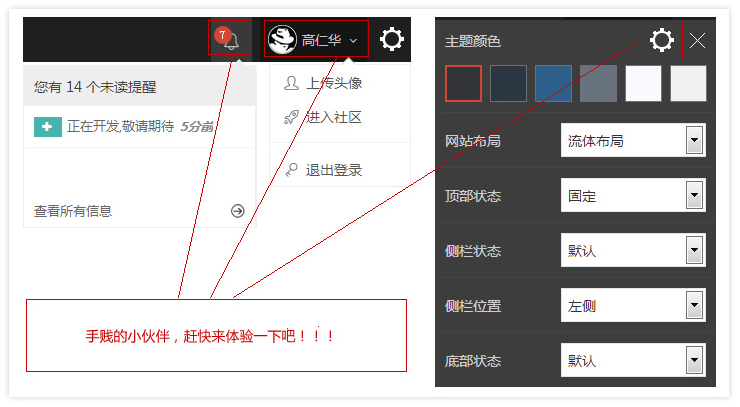 7
高仁华
您有 14 个未读提醒
正在开发,敬请期待 5分前
查看所有信息
上传头像
进入社区
退出登录
手贱的小伙伴，赶快来体验一下吧！！！
主题颜色
网站布局 流体布局
顶部状态 固定
侧栏状态 默认
侧栏位置 左侧
底部状态 默认